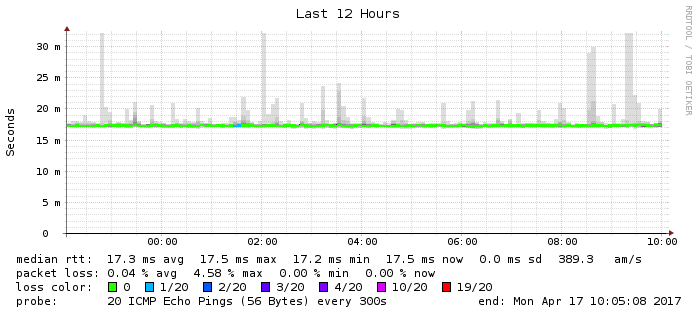 Last 12 Hours
RRDTOOL / TOBI OETIKER
Seconds
30 m
25 m
20 m
15 m
10 m
5 m
0
00:00 02:00 04:00 06:00 08:00 10:00
median rtt: 17.3 ms avg 17.5 ms max 17.2 ms min 17.5 ms now 0.0 ms sd 389.3 am/s
packet loss: 0.04 % avg 4.58 % max 0.00 % min 0.00 % now
loss color: 0 1/20 2/20 3/20 4/20 10/20 19/20
probe: 20 ICMP Echo Pings (56 Bytes) every 300s end: Mon Apr 17 10:05:08 2017